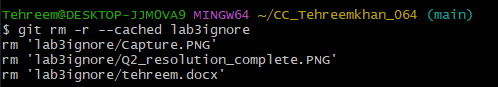 Tehreem@DESKTOP-JJM0VA9 MINGW64 ~/CC_Tehreemkhan_064 (main)
$ git rm -r --cached lab3ignore
rm 'lab3ignore/Capture.PNG'
rm 'lab3ignore/Q2_resolution_complete.PNG'
rm 'lab3ignore/tehreem.docx'